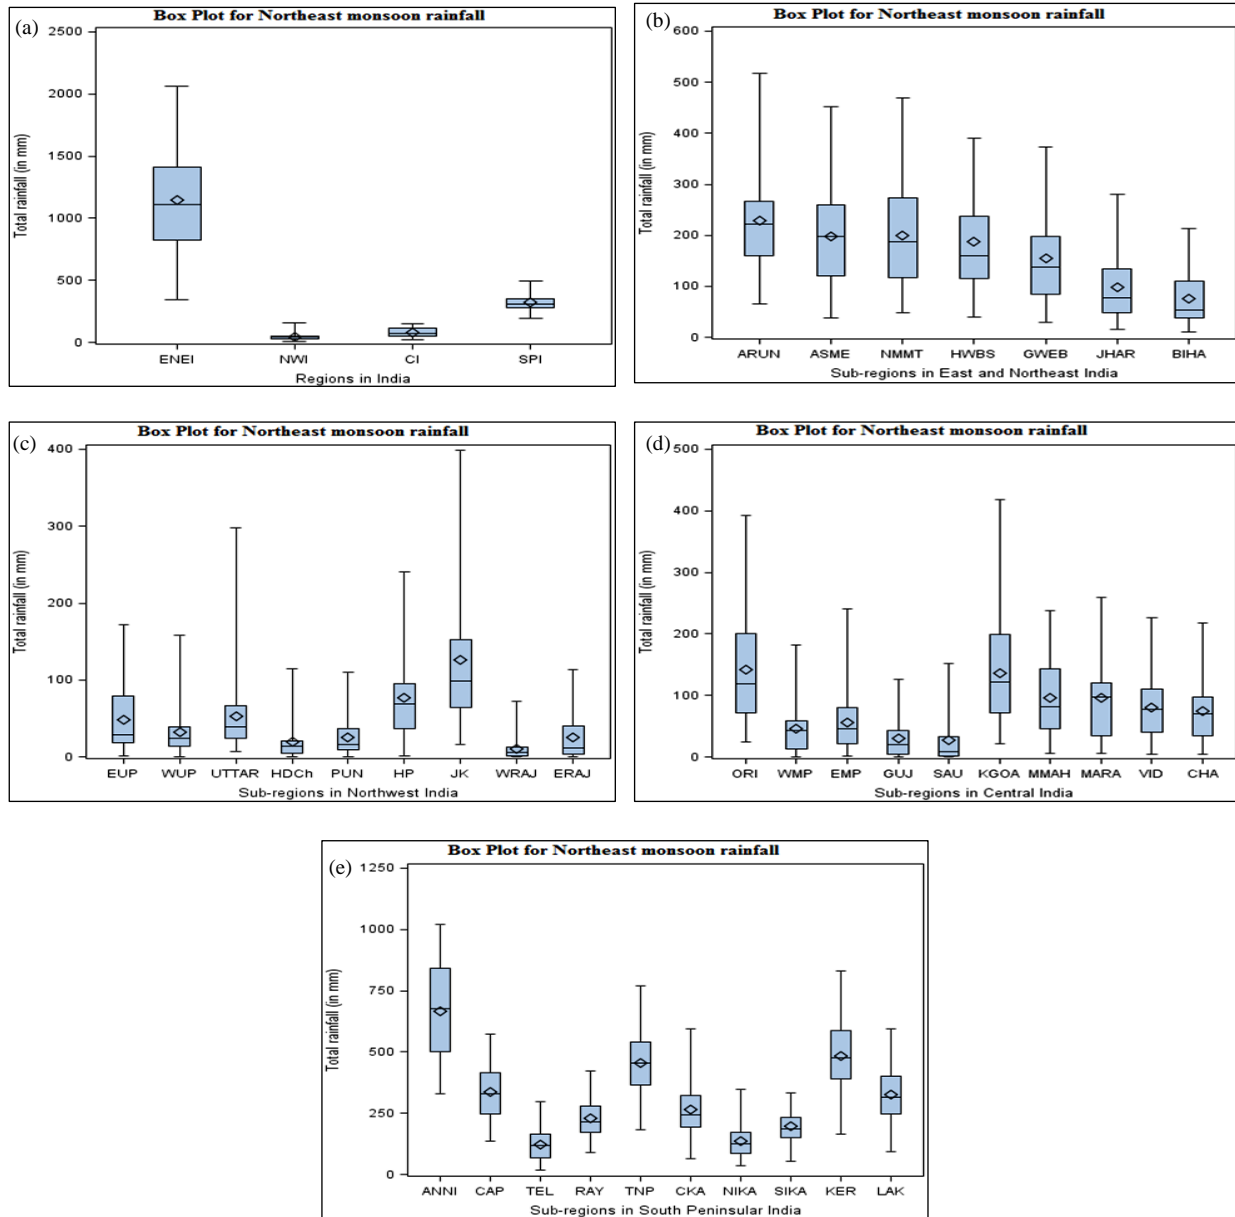 (a)
Box Plot for Northeast monsoon rainfall
Total rainfall (in mm)
2500
2000
1500
1000
500
0
ENEI NWI CI SPI
Regions in India
(b)
Box Plot for Northeast monsoon rainfall
Total rainfall (in mm)
600
500
400
300
200
100
0
ARUN ASME NMMT HWBS GWEB JHAR BIHA
Sub-regions in East and Northeast India
(c)
Box Plot for Northeast monsoon rainfall
Total rainfall (in mm)
400
300
200
100
0
EUP WUP UTTAR HDCh PUN HP JK WRAJ ERAJ
Sub-regions in Northwest India
(d)
Box Plot for Northeast monsoon rainfall
Total rainfall (in mm)
500
400
300
200
100
0
ORI WMP EMP GUJ SAU KGOA MMAH MARA VID CHA
Sub-regions in Central India
(e)
Box Plot for Northeast monsoon rainfall
Total rainfall (in mm)
1250
1000
750
500
250
0
ANNI CAP TEL RAY TNP CKA NIKA SIKA KER LAK
Sub-regions in South Peninsular India